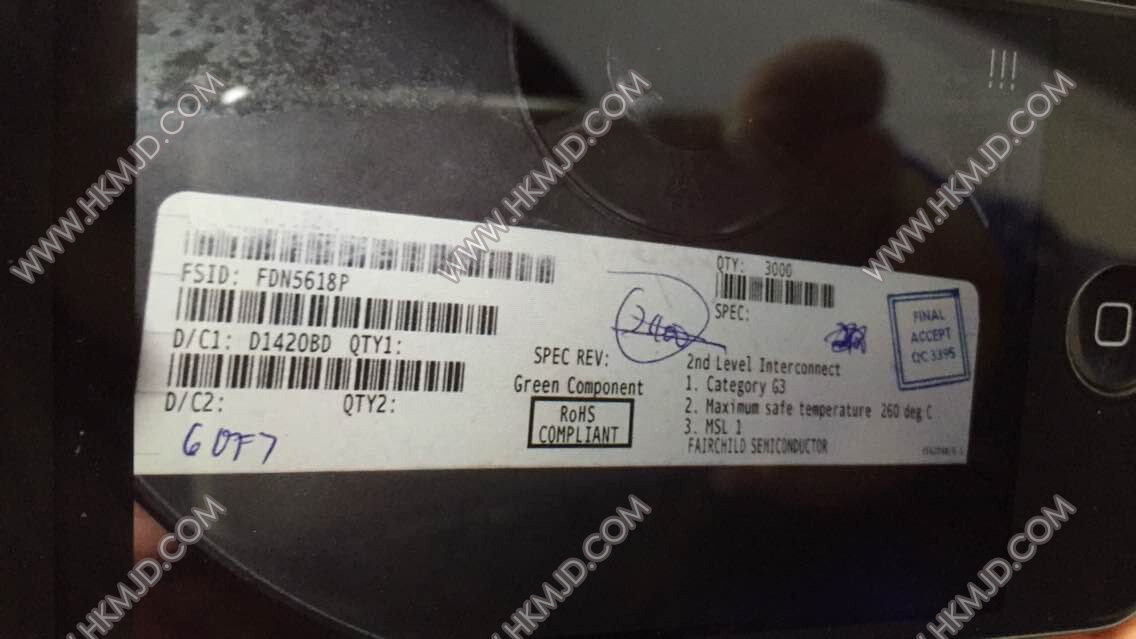 FSID: FDN5618P
QTY: 3000
SPEC:
D/C1: D1420BD QTY1:
D/C2: QTY2:
6 OF7
SPEC REV:
Green Component
RoHS
COMPLIANT
2nd Level Interconnect
1. Category G3
2. Maximum safe temperature 260 deg C
3. MSL 1
FAIRCHILD SEMICONDUCTOR
FINAL
ACCEPT
QC 3395
WWW.HKMJD.COM
WWW.HKMJD.COM
WWW.HKMJD.COM
WWW.HKMJD.COM
WWW.HKMJD.COM
WWW.HKMJD.COM